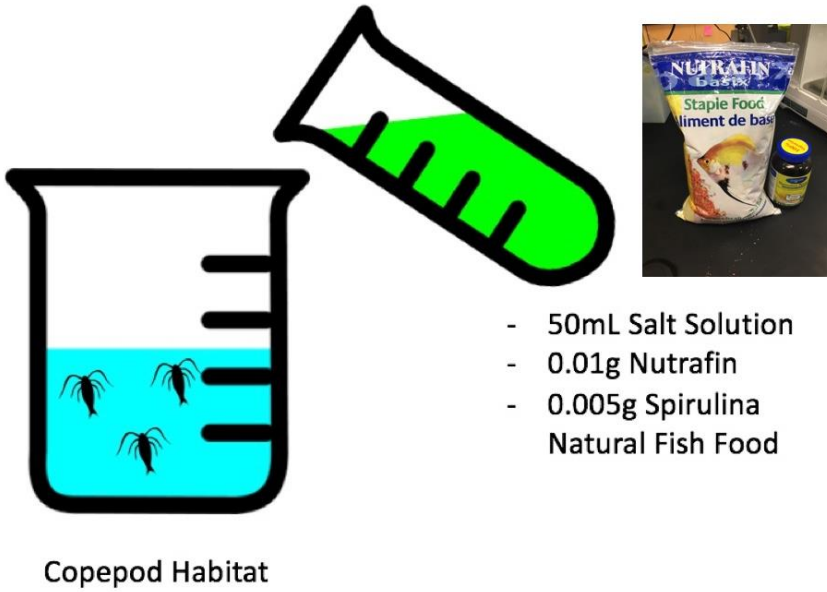 NUTRAFIN
basix
Staple Food
liment de base
- 50mL Salt Solution
- 0.01g Nutrafin
- 0.005g Spirulina
Natural Fish Food
Copepod Habitat